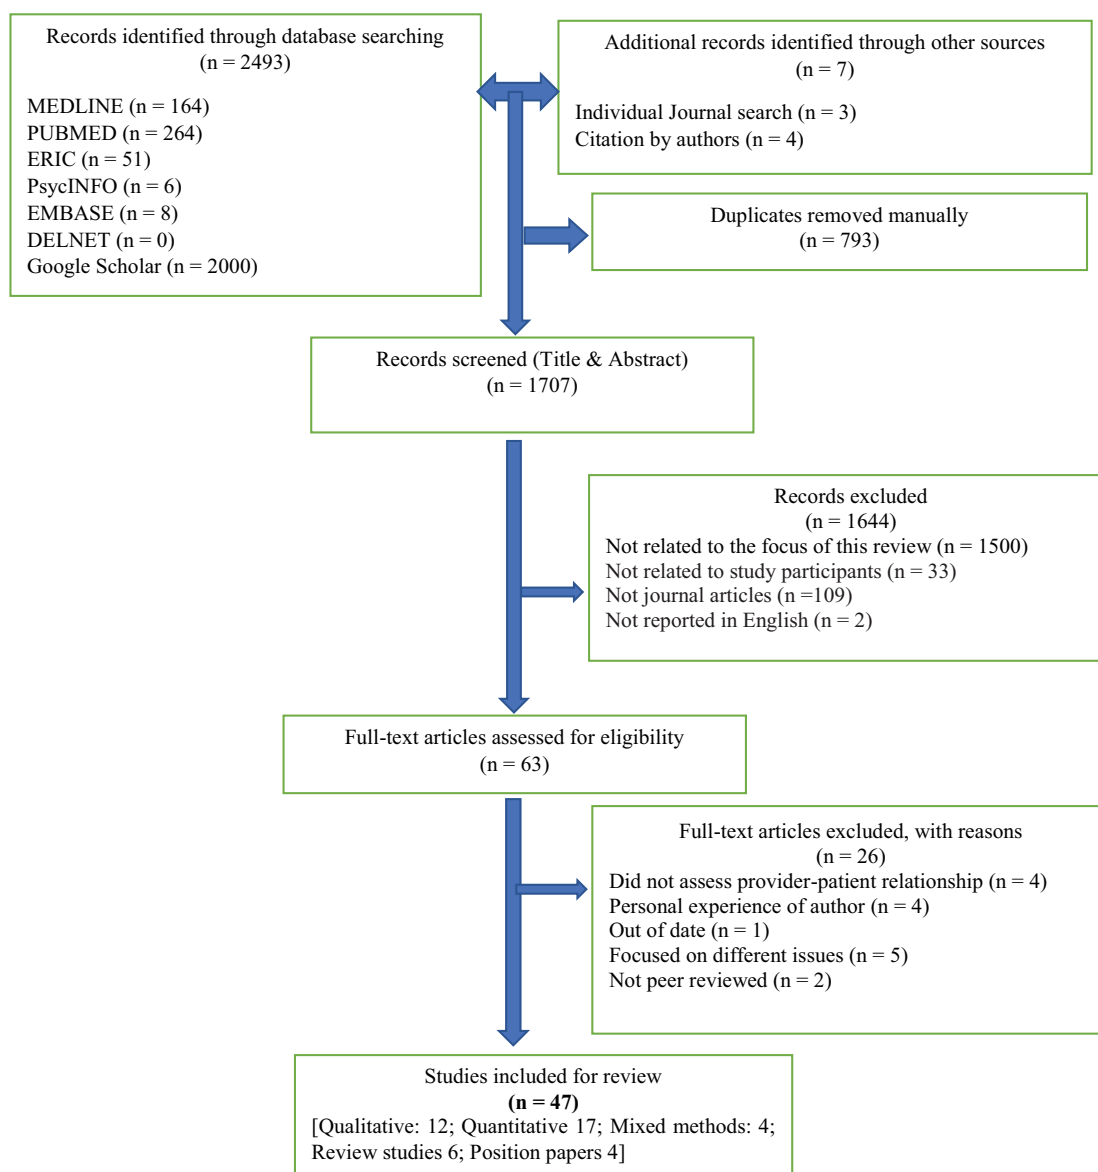 Records identified through database searching
(n = 2493)
MEDLINE (n = 164)
PUBMED (n = 264)
ERIC (n = 51)
PsycINFO (n = 6)
EMBASE (n = 8)
DELNET (n = 0)
Google Scholar (n = 2000)
Additional records identified through other sources
(n = 7)
Individual Journal search (n = 3)
Citation by authors (n = 4)
Duplicates removed manually
(n = 793)
Records screened (Title & Abstract)
(n = 1707)
Records excluded
(n = 1644)
Not related to the focus of this review (n = 1500)
Not related to study participants (n = 33)
Not journal articles (n =109)
Not reported in English (n = 2)
Full-text articles assessed for eligibility
(n = 63)
Full-text articles excluded, with reasons
(n = 26)
Did not assess provider-patient relationship (n = 4)
Personal experience of author (n = 4)
Out of date (n = 1)
Focused on different issues (n = 5)
Not peer reviewed (n = 2)
Studies included for review
(n = 47)
[Qualitative: 12; Quantitative 17; Mixed methods: 4;
Review studies 6; Position papers 4]